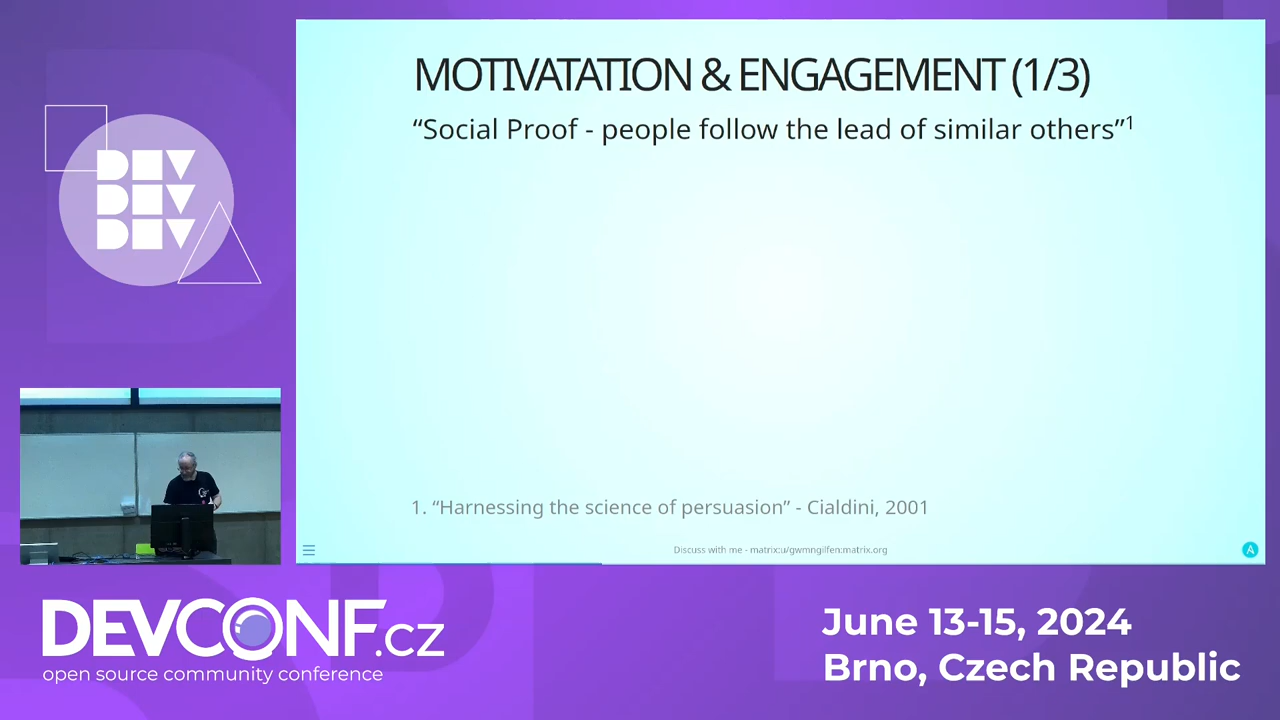 MOTIVATATION & ENGAGEMENT (1/3)
“Social Proof - people follow the lead of similar others”1
1. “Harnessing the science of persuasion” - Cialdini, 2001
Discuss with me - matrix:u/gwmngilfen:matrix.org
A
DEV
DEV
DEV
DEVCONF.cz
open source community conference
June 13-15, 2024
Brno, Czech Republic